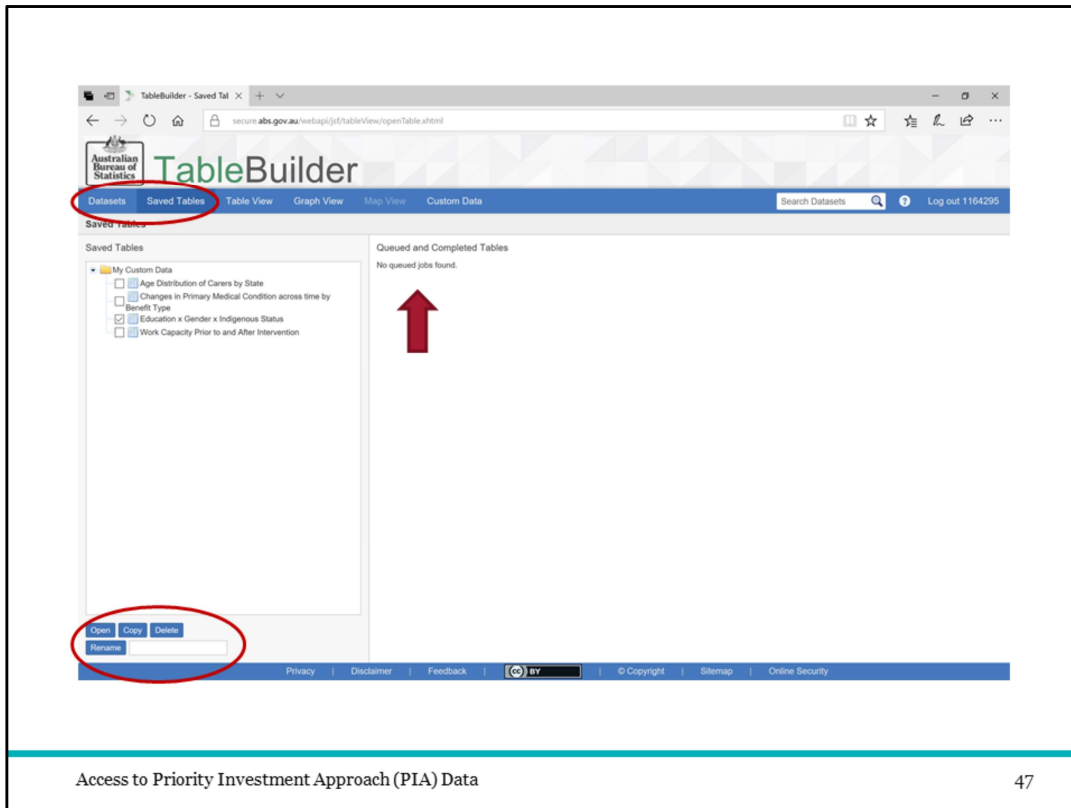 TableBuilder - Saved Tal
secure.abs.gov.au/webapi/jsf/tableView/openTable.xhtml
Australian
Bureau of
Statistics
TableBuilder
Datasets Saved Tables Table View Graph View Map View Custom Data Search Datasets ? Log out 1164295
Saved Tables
Saved Tables
My Custom Data
Age Distribution of Carers by State
Changes in Primary Medical Condition across time by
Benefit Type
Education x Gender x Indigenous Status
Work Capacity Prior to and After Intervention
Queued and Completed Tables
No queued jobs found.
Open Copy Delete
Rename
Privacy | Disclaimer | Feedback | (cc) BY | © Copyright | Sitemap | Online Security
Access to Priority Investment Approach (PIA) Data 47